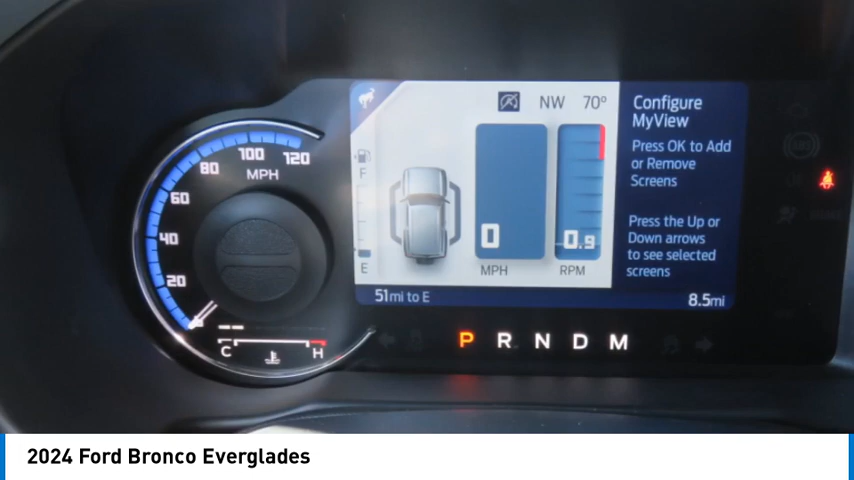 NW 70°
Configure
MyView
Press OK to Add
or Remove
Screens
Press the Up or
Down arrows
to see selected
screens
F
E
0
MPH
0.9
RPM
51mi to E
8.5mi
20
40
60
80
100
120
MPH
C
H
P R N D M
2024 Ford Bronco Everglades